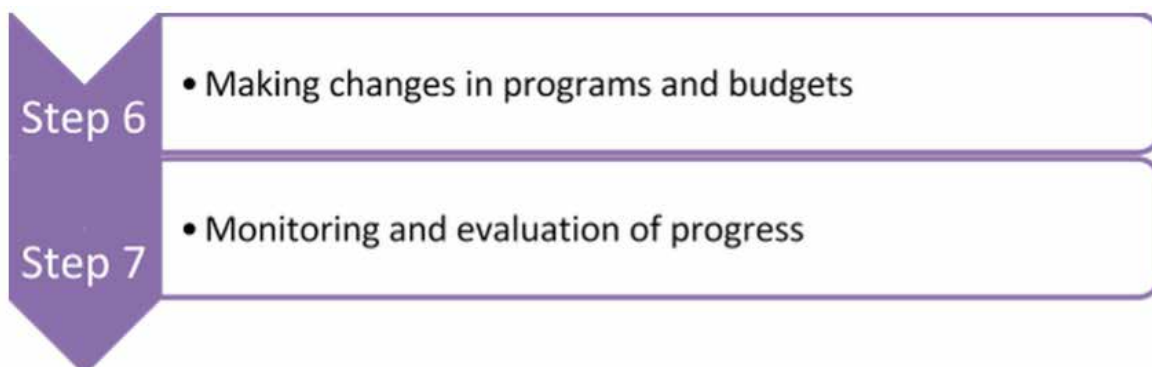 Step 6
• Making changes in programs and budgets
Step 7
• Monitoring and evaluation of progress